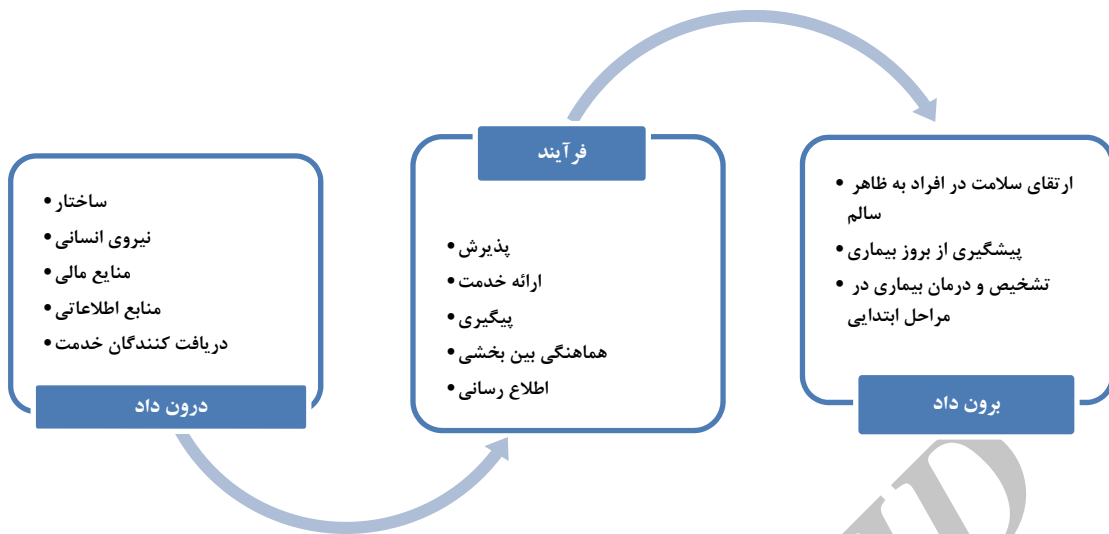 • ساختار
• نیروی انسانی
• منایع مالی
• منابع اطلاعاتی
• دریافت کنندگان خدمت
درون داد
فرآیند
• پذیرش
• ارائه خدمت
• پیگیری
• هماهنگی بین بخشی
• اطلاع رسانی
• ارتقای سلامت در افراد به ظاهر
سالم
• پیشگیری از بروز بیماری
• تشخیص و درمان بیماری در
مراحل ابتدایی
برون داد